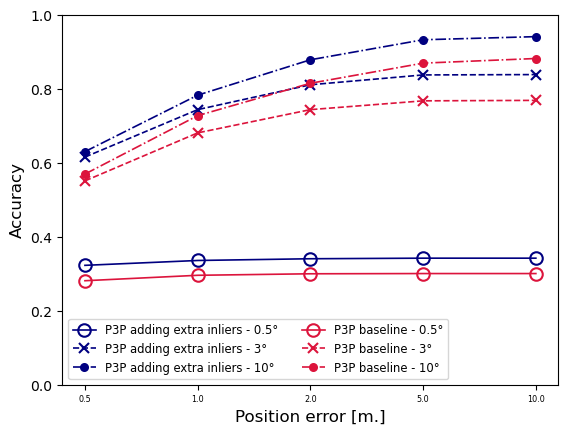 1.0
0.8
0.6
0.4
0.2
0.0
Accuracy
P3P adding extra inliers - 0.5°
P3P adding extra inliers - 3°
P3P adding extra inliers - 10°
P3P baseline - 0.5°
P3P baseline - 3°
P3P baseline - 10°
0.5 1.0 2.0 5.0 10.0
Position error [m.]